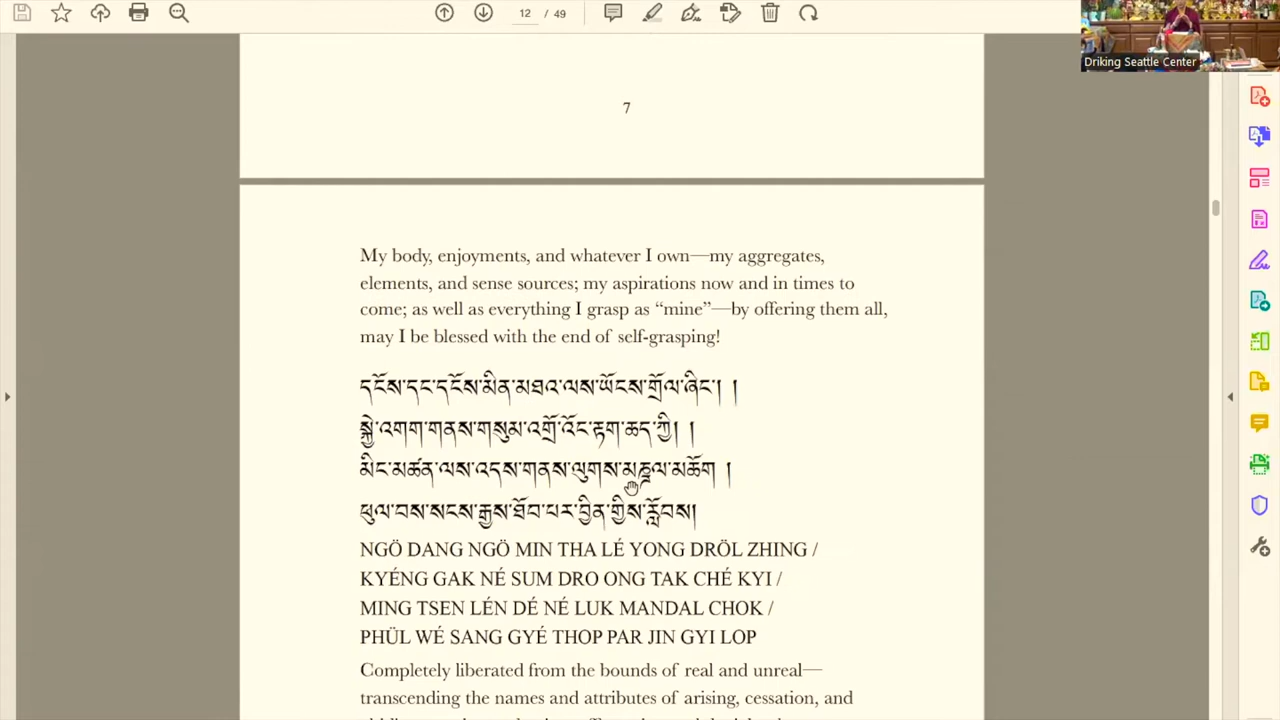 12 / 49
Driking Seattle Center
7
My body, enjoyments, and whatever I own—my aggregates,
elements, and sense sources; my aspirations now and in times to
come; as well as everything I grasp as “mine”—by offering them all,
may I be blessed with the end of self-grasping!
དངོས་དང་དངོས་མིན་མཐའ་ལས་ཡོངས་གྲོལ་ཞིང་། །
སྐྱེ་འགག་གནས་གསུམ་འགྲོ་འོང་རྟག་ཆད་ཀྱི། །
མིང་མཚན་ལས་འདས་གནས་ལུགས་མཎྜལ་མཆོག །
ཕུལ་བས་སངས་རྒྱས་ཐོབ་པར་བྱིན་གྱིས་རློབས།
NGÖ DANG NGÖ MIN THA LÉ YONG DRÖL ZHING /
KYÉNG GAK NÉ SUM DRO ONG TAK CHÉ KYI /
MING TSEN LÉN DÉ NÉ LUK MANDAL CHOK /
PHÜL WÉ SANG GYÉ THOP PAR JIN GYI LOP
Completely liberated from the bounds of real and unreal—
transcending the names and attributes of arising, cessation, and